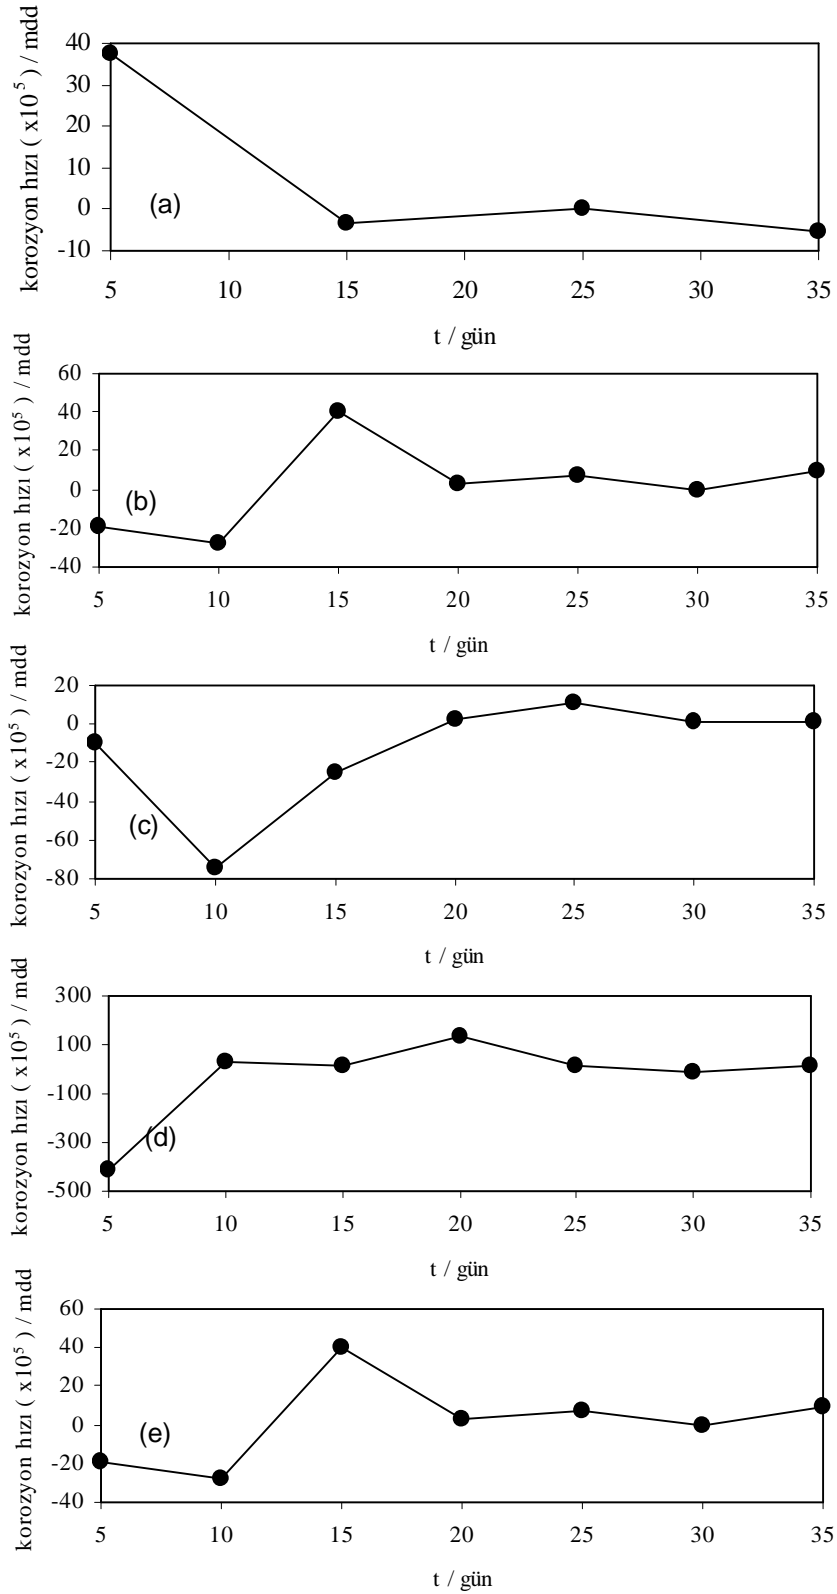 korozyon hızı ( x10⁵ ) / mdd
40
30
20
10
0
-10
(a)
5 10 15 20 25 30 35
t / gün
korozyon hızı ( x10⁵ ) / mdd
60
40
20
0
-20
-40
(b)
5 10 15 20 25 30 35
t / gün
korozyon hızı ( x10⁵ ) / mdd
20
0
-20
-40
-60
-80
(c)
5 10 15 20 25 30 35
t / gün
korozyon hızı ( x10⁵ ) / mdd
300
100
-100
-300
-500
(d)
5 10 15 20 25 30 35
t / gün
korozyon hızı ( x10⁵ ) / mdd
60
40
20
0
-20
-40
(e)
5 10 15 20 25 30 35
t / gün